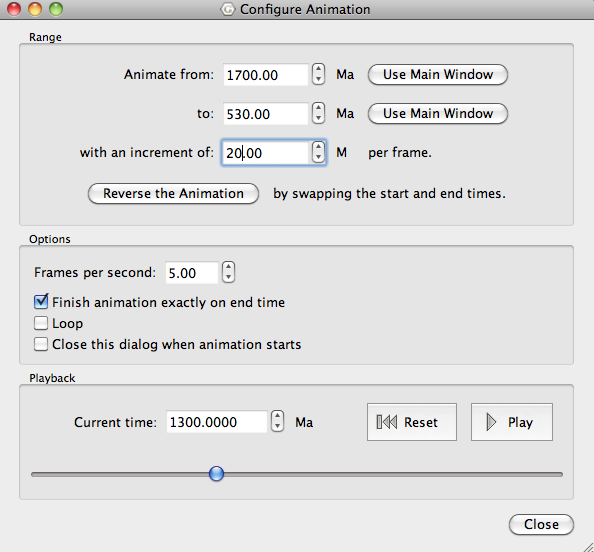 Configure Animation
Range
Animate from: 1700.00 Ma Use Main Window
to: 530.00 Ma Use Main Window
with an increment of: 20.00 M per frame.
Reverse the Animation by swapping the start and end times.
Options
Frames per second: 5.00
Finish animation exactly on end time
Loop
Close this dialog when animation starts
Playback
Current time: 1300.0000 Ma Reset Play
Close